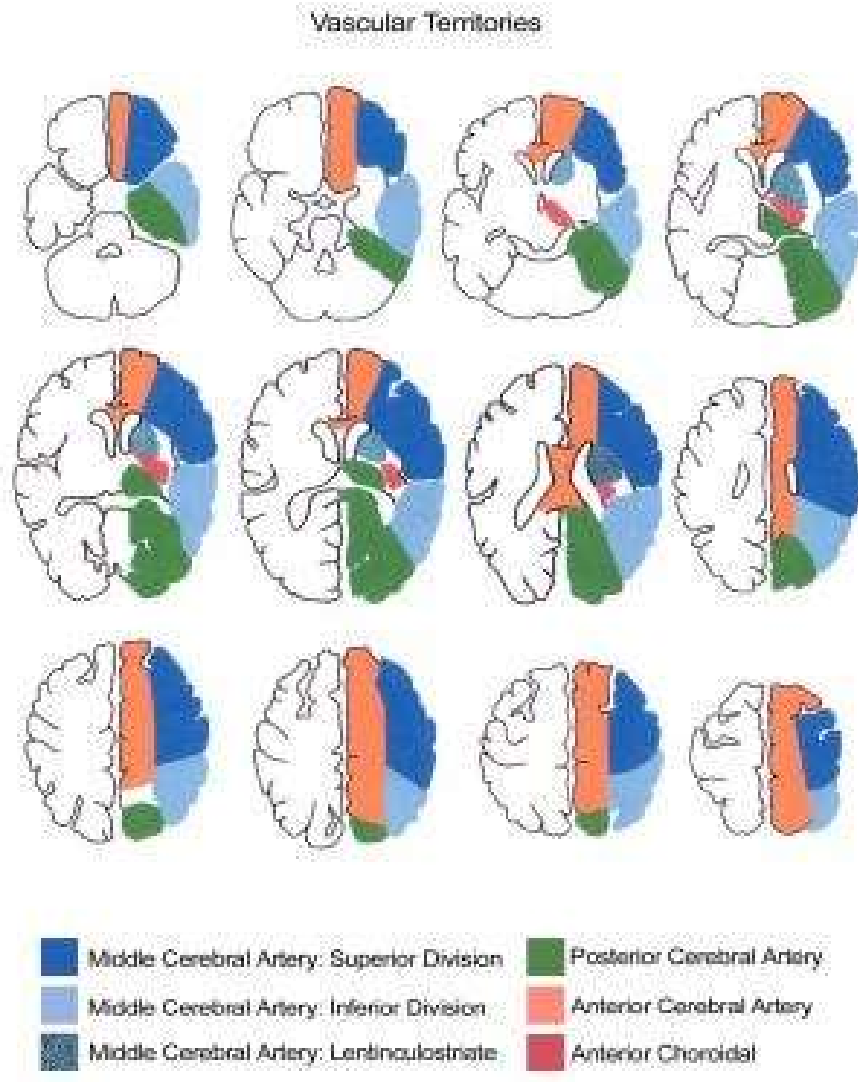 Vascular Territories
Middle Cerebral Artery: Superior Division
Middle Cerebral Artery: Inferior Division
Middle Cerebral Artery: Lentinculostriate
Posterior Cerebral Artery
Anterior Cerebral Artery
Anterior Choroidal